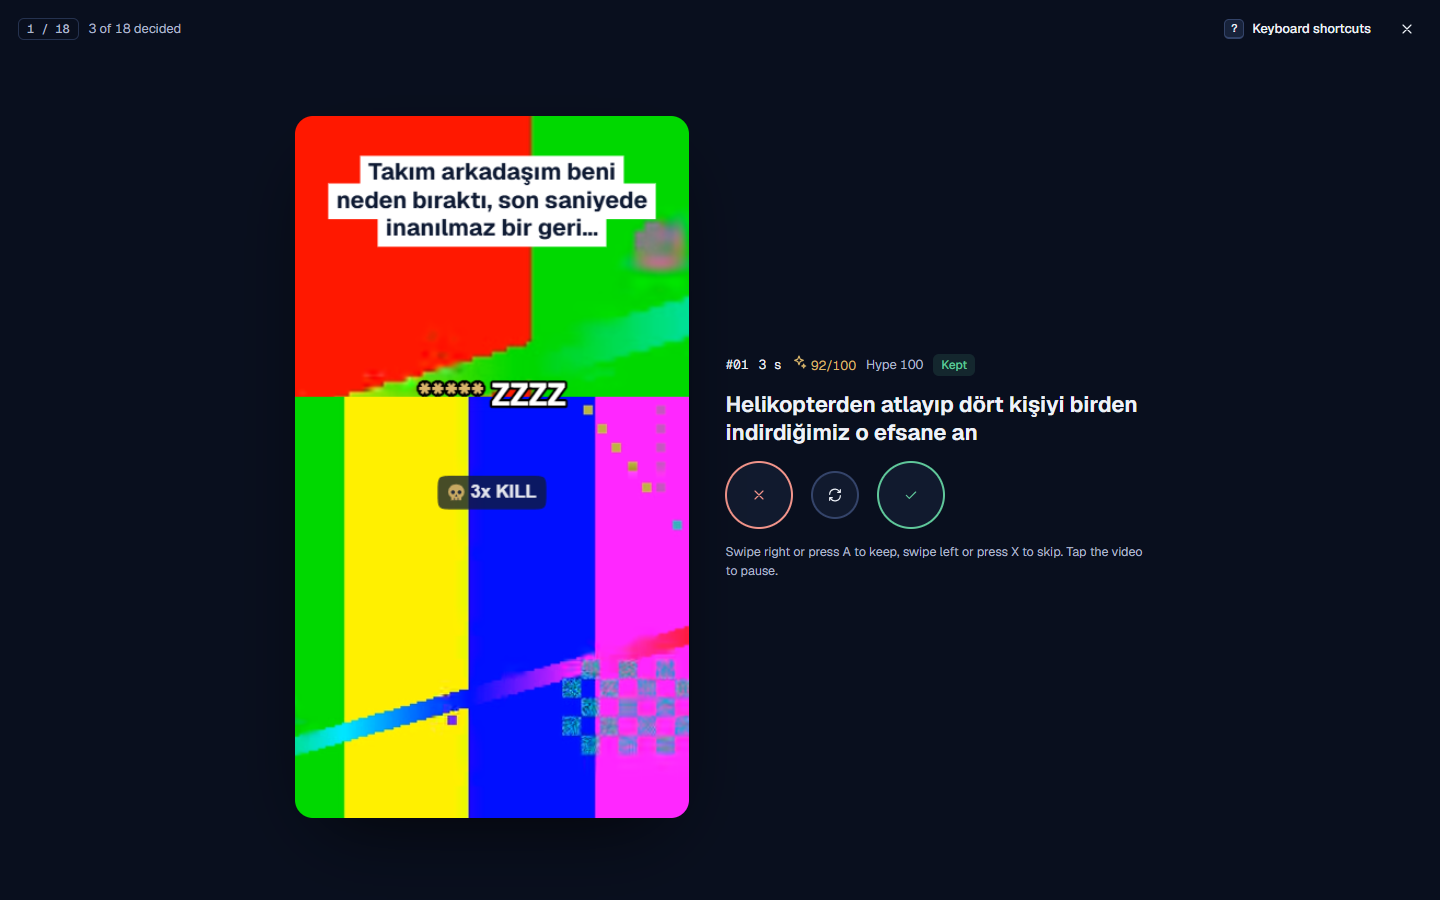 1 / 18
3 of 18 decided
? Keyboard shortcuts
Takım arkadaşım beni
neden bıraktı, son saniyede
inanılmaz bir geri...
***** ZZZZ
3x KILL
#01 3 s 92/100 Hype 100 Kept
Helikopterden atlayıp dört kişiyi birden
indirdiğimiz o efsane an
Swipe right or press A to keep, swipe left or press X to skip. Tap the video
to pause.